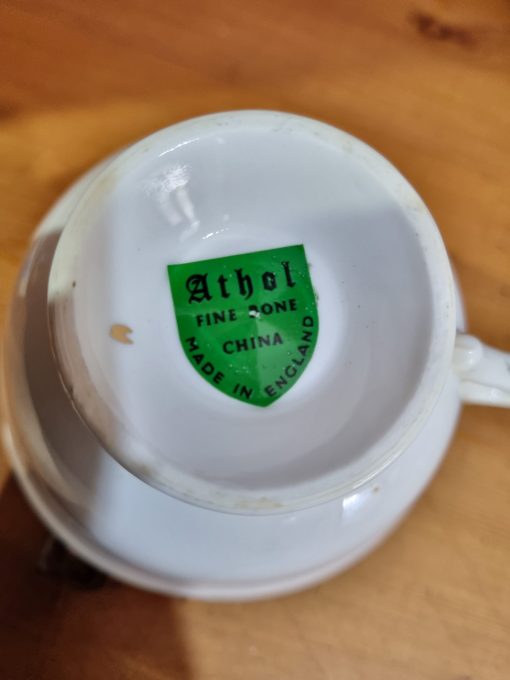 Athol
FINE BONE
CHINA
MADE IN ENGLAND